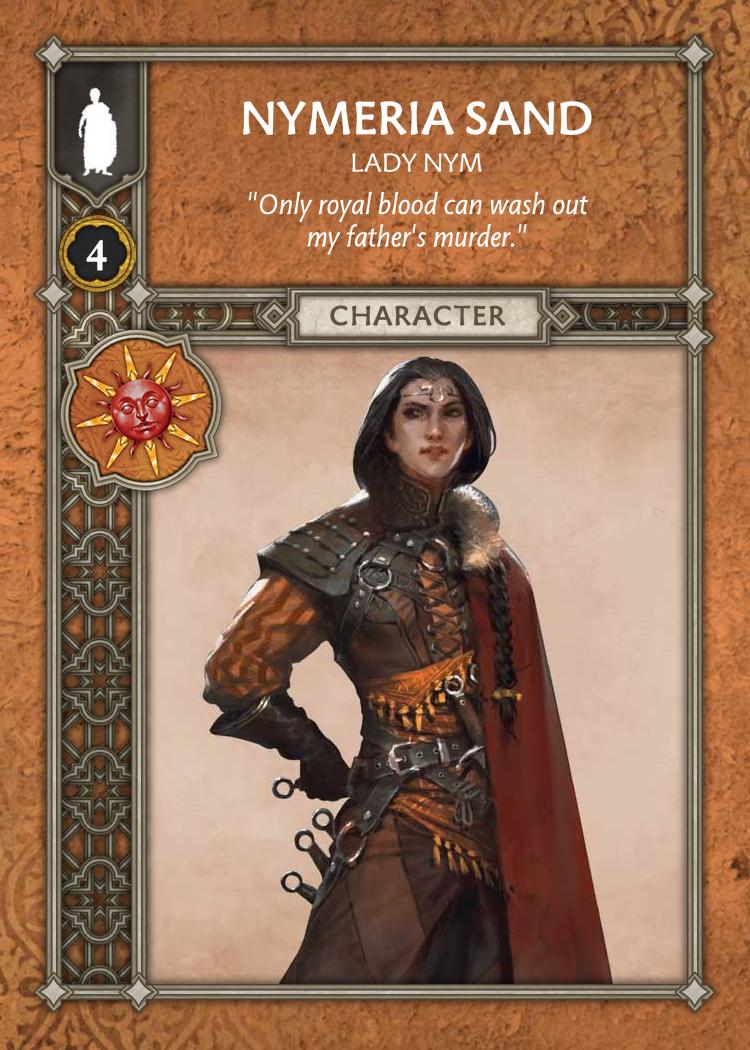 NYMERIA SAND
LADY NYM
"Only royal blood can wash out
my father's murder."
4
CHARACTER